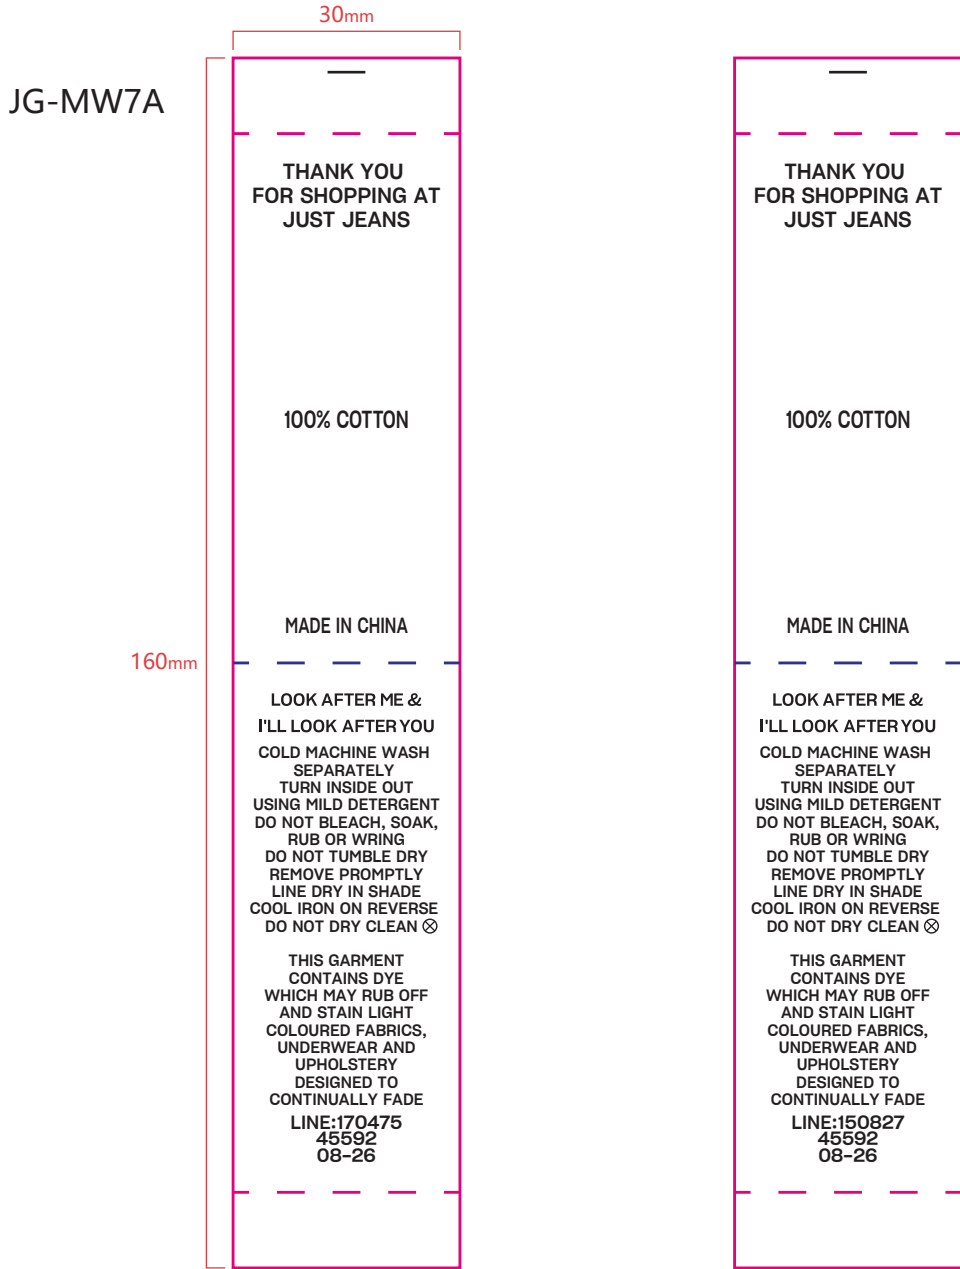 30mm
JG-MW7A
160mm
THANK YOU
FOR SHOPPING AT
JUST JEANS
100% COTTON
MADE IN CHINA
LOOK AFTER ME &
I'LL LOOK AFTER YOU
COLD MACHINE WASH
SEPARATELY
TURN INSIDE OUT
USING MILD DETERGENT
DO NOT BLEACH, SOAK,
RUB OR WRING
DO NOT TUMBLE DRY
REMOVE PROMPTLY
LINE DRY IN SHADE
COOL IRON ON REVERSE
DO NOT DRY CLEAN
THIS GARMENT
CONTAINS DYE
WHICH MAY RUB OFF
AND STAIN LIGHT
COLOURED FABRICS,
UNDERWEAR AND
UPHOLSTERY
DESIGNED TO
CONTINUALLY FADE
LINE:170475
45592
08-26
THANK YOU
FOR SHOPPING AT
JUST JEANS
100% COTTON
MADE IN CHINA
LOOK AFTER ME &
I'LL LOOK AFTER YOU
COLD MACHINE WASH
SEPARATELY
TURN INSIDE OUT
USING MILD DETERGENT
DO NOT BLEACH, SOAK,
RUB OR WRING
DO NOT TUMBLE DRY
REMOVE PROMPTLY
LINE DRY IN SHADE
COOL IRON ON REVERSE
DO NOT DRY CLEAN
THIS GARMENT
CONTAINS DYE
WHICH MAY RUB OFF
AND STAIN LIGHT
COLOURED FABRICS,
UNDERWEAR AND
UPHOLSTERY
DESIGNED TO
CONTINUALLY FADE
LINE:150827
45592
08-26